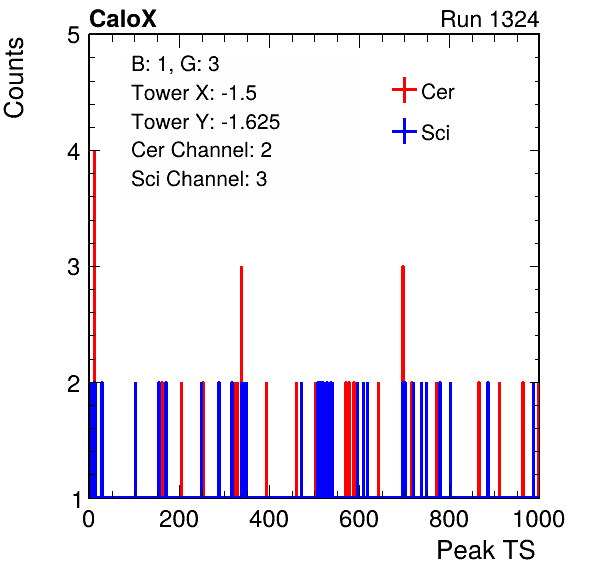 CaloX Run 1324
Counts
5
4
3
2
1
B: 1, G: 3
Tower X: -1.5
Tower Y: -1.625
Cer Channel: 2
Sci Channel: 3
Cer
Sci
0 200 400 600 800 1000
Peak TS